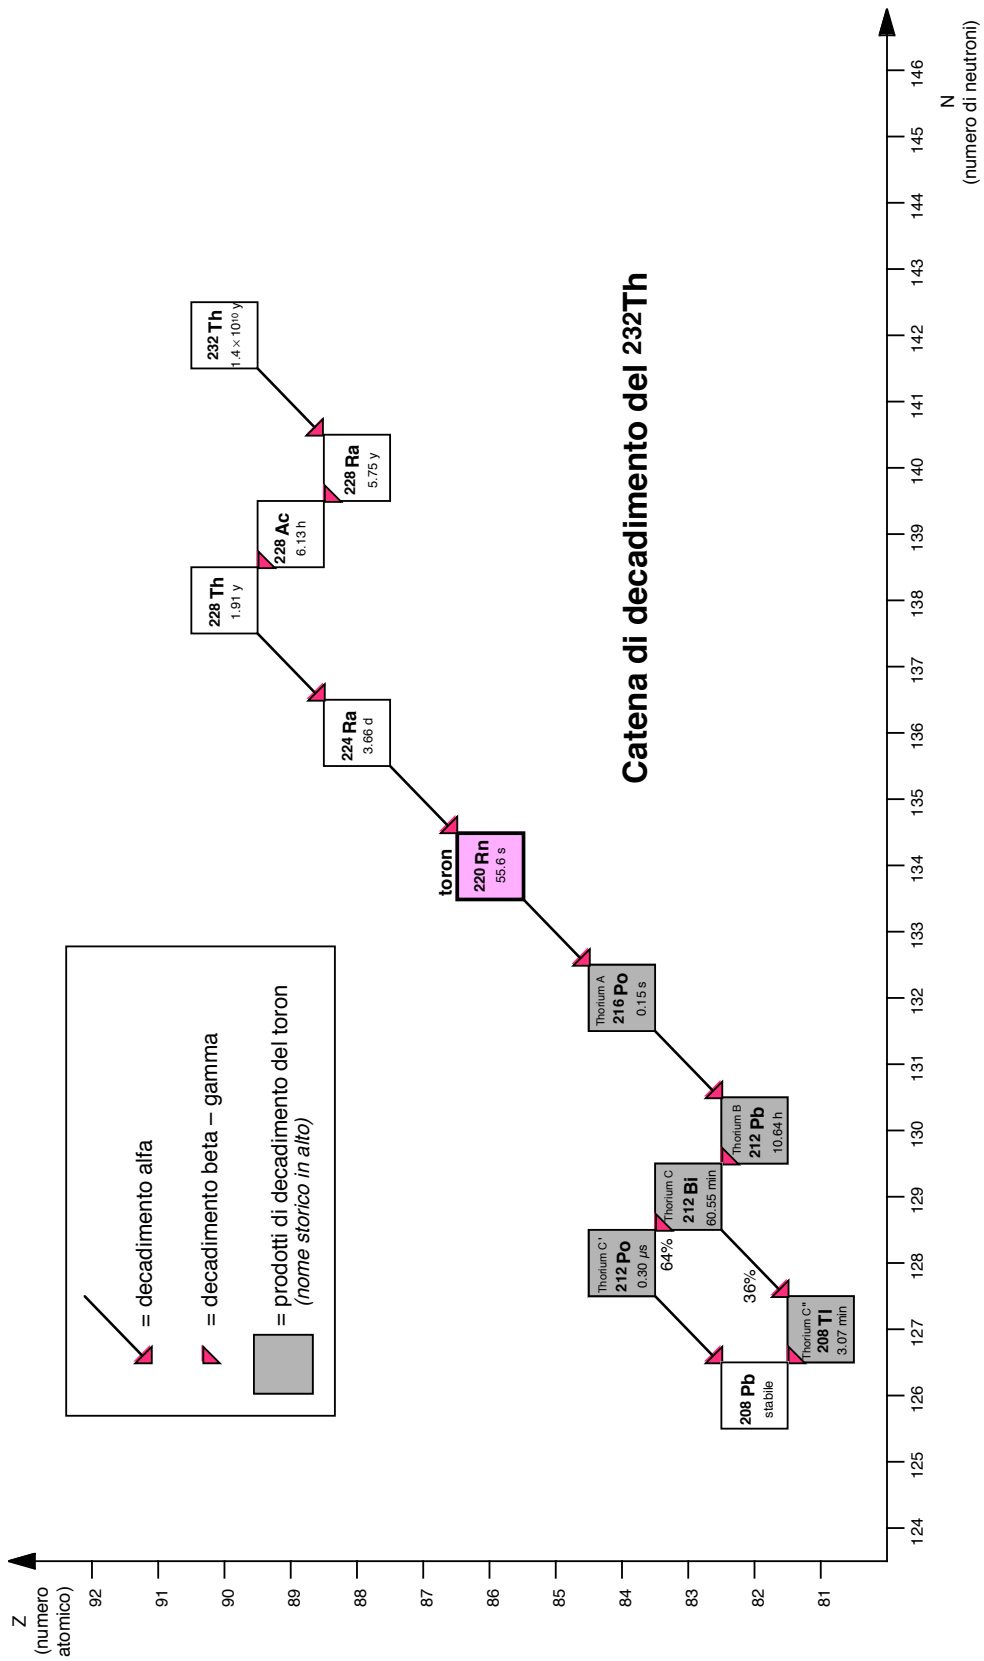 Z
(numero
atomico)
92
91
90
89
88
87
86
85
84
83
82
81
= decadimento alfa
= decadimento beta – gamma
= prodotti di decadimento del toron
(nome storico in alto)
232 Th
1.4 × 10¹⁰ y
228 Th
1.91 y
228 Ac
6.13 h
228 Ra
5.75 y
224 Ra
3.66 d
toron
220 Rn
55.6 s
Thorium A
216 Po
0.15 s
Thorium B
212 Pb
10.64 h
Thorium C
212 Bi
60.55 min
Thorium C'
212 Po
0.30 µs
64%
36%
Thorium C"
208 Tl
3.07 min
208 Pb
stabile
Catena di decadimento del 232Th
124
125
126
127
128
129
130
131
132
133
134
135
136
137
138
139
140
141
142
143
144
145
146
N
(numero di neutroni)